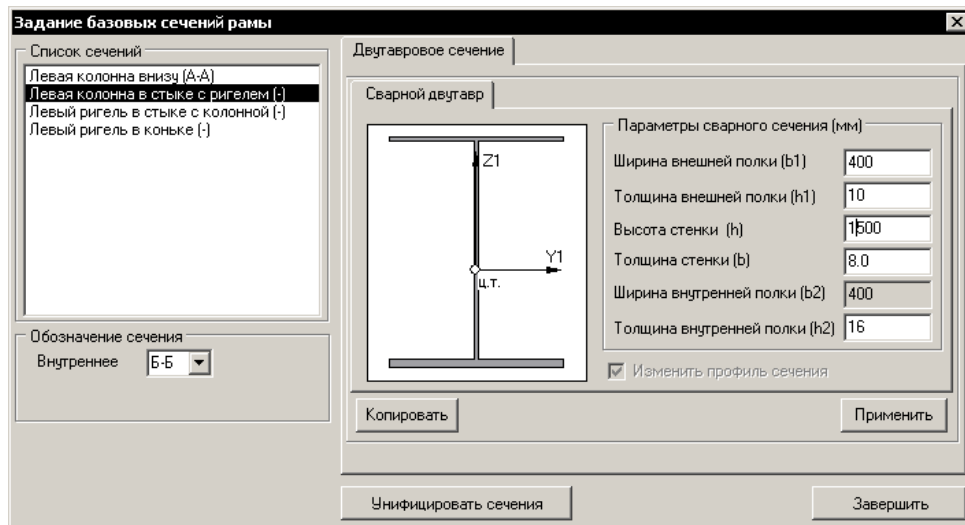 Задание базовых сечений рамы
Список сечений
Левая колонна внизу (А-А)
Левая колонна в стыке с ригелем (-)
Левый ригель в стыке с колонной (-)
Левый ригель в коньке (-)
Обозначение сечения
Внутреннее Б-Б
Двутавровое сечение
Сварной двутавр
Z1
Y1
ц.т.
Параметры сварного сечения (мм)
Ширина внешней полки (b1) 400
Толщина внешней полки (h1) 10
Высота стенки (h) 1500
Толщина стенки (b) 8.0
Ширина внутренней полки (b2) 400
Толщина внутренней полки (h2) 16
Изменить профиль сечения
Копировать
Применить
Унифицировать сечения
Завершить